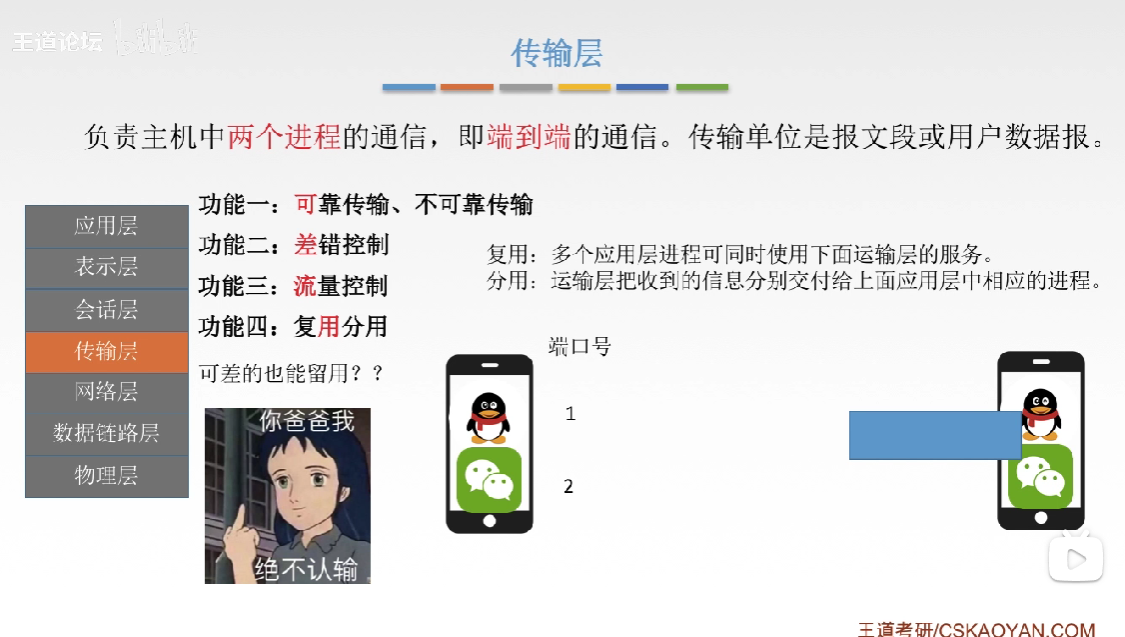 王道论坛 bilibili
传输层
负责主机中两个进程的通信，即端到端的通信。传输单位是报文段或用户数据报。
应用层
表示层
会话层
传输层
网络层
数据链路层
物理层
功能一：可靠传输、不可靠传输
功能二：差错控制
功能三：流量控制
功能四：复用分用
可差的也能留用？？
复用：多个应用层进程可同时使用下面运输层的服务。
分用：运输层把收到的信息分别交付给上面应用层中相应的进程。
端口号
1
2
你爸爸我
绝不认输
王道考研/CSKAOYAN.COM